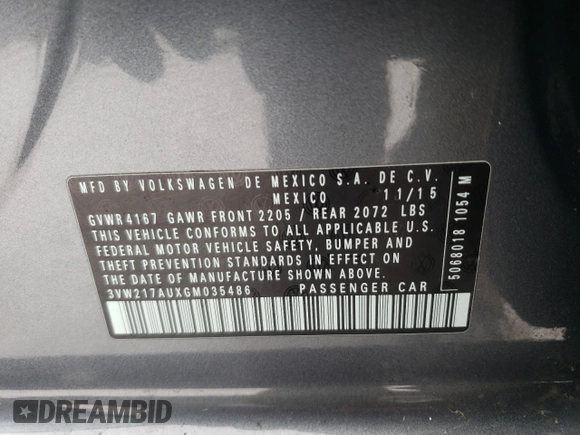 MFD BY VOLKSWAGEN DE MEXICO S.A. DE C.V.
MEXICO 11/15
GVWR 4167 GAWR FRONT 2205 / REAR 2072 LBS
THIS VEHICLE CONFORMS TO ALL APPLICABLE U.S.
FEDERAL MOTOR VEHICLE SAFETY, BUMPER AND
THEFT PREVENTION STANDARDS IN EFFECT ON
THE DATE OF MANUFACTURE SHOWN ABOVE.
3VW217AUXGM035486 PASSENGER CAR
5068018 1054 M
DREAMBID